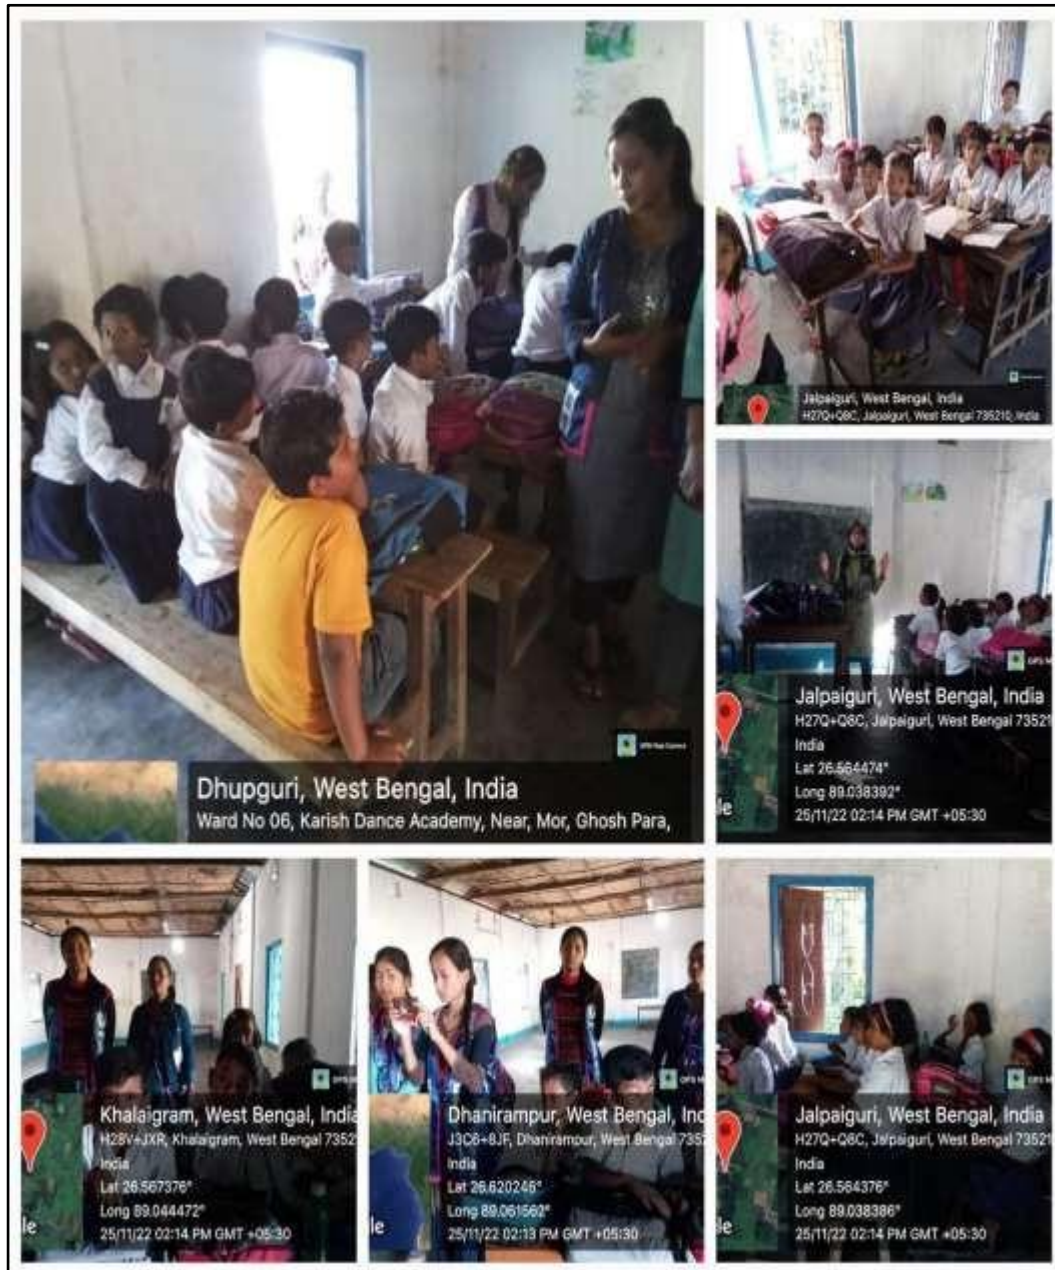 Dhupguri, West Bengal, India
Ward No 06, Karish Dance Academy, Near, Mor, Ghosh Para,
Jalpaiguri, West Bengal, India
H27Q+Q8C, Jalpaiguri, West Bengal 735210, India
Jalpaiguri, West Bengal, India
H27Q+Q8C, Jalpaiguri, West Bengal 73521
India
Lat 26.564474°
Long 89.038392°
25/11/22 02:14 PM GMT +05:30
Khalaigram, West Bengal, India
H28V+JXR, Khalaigram, West Bengal 7352
India
Lat 26.567376°
Long 89.044472°
25/11/22 02:14 PM GMT +05:30
Dhanirampur, West Bengal, Ind
J3C6+8JF, Dhanirampur, West Bengal 7352
India
Lat 26.620246°
Long 89.061562°
25/11/22 02:13 PM GMT +05:30
Jalpaiguri, West Bengal, India
H27Q+Q8C, Jalpaiguri, West Bengal 73521
India
Lat 26.564376°
Long 89.038386°
25/11/22 02:14 PM GMT +05:30